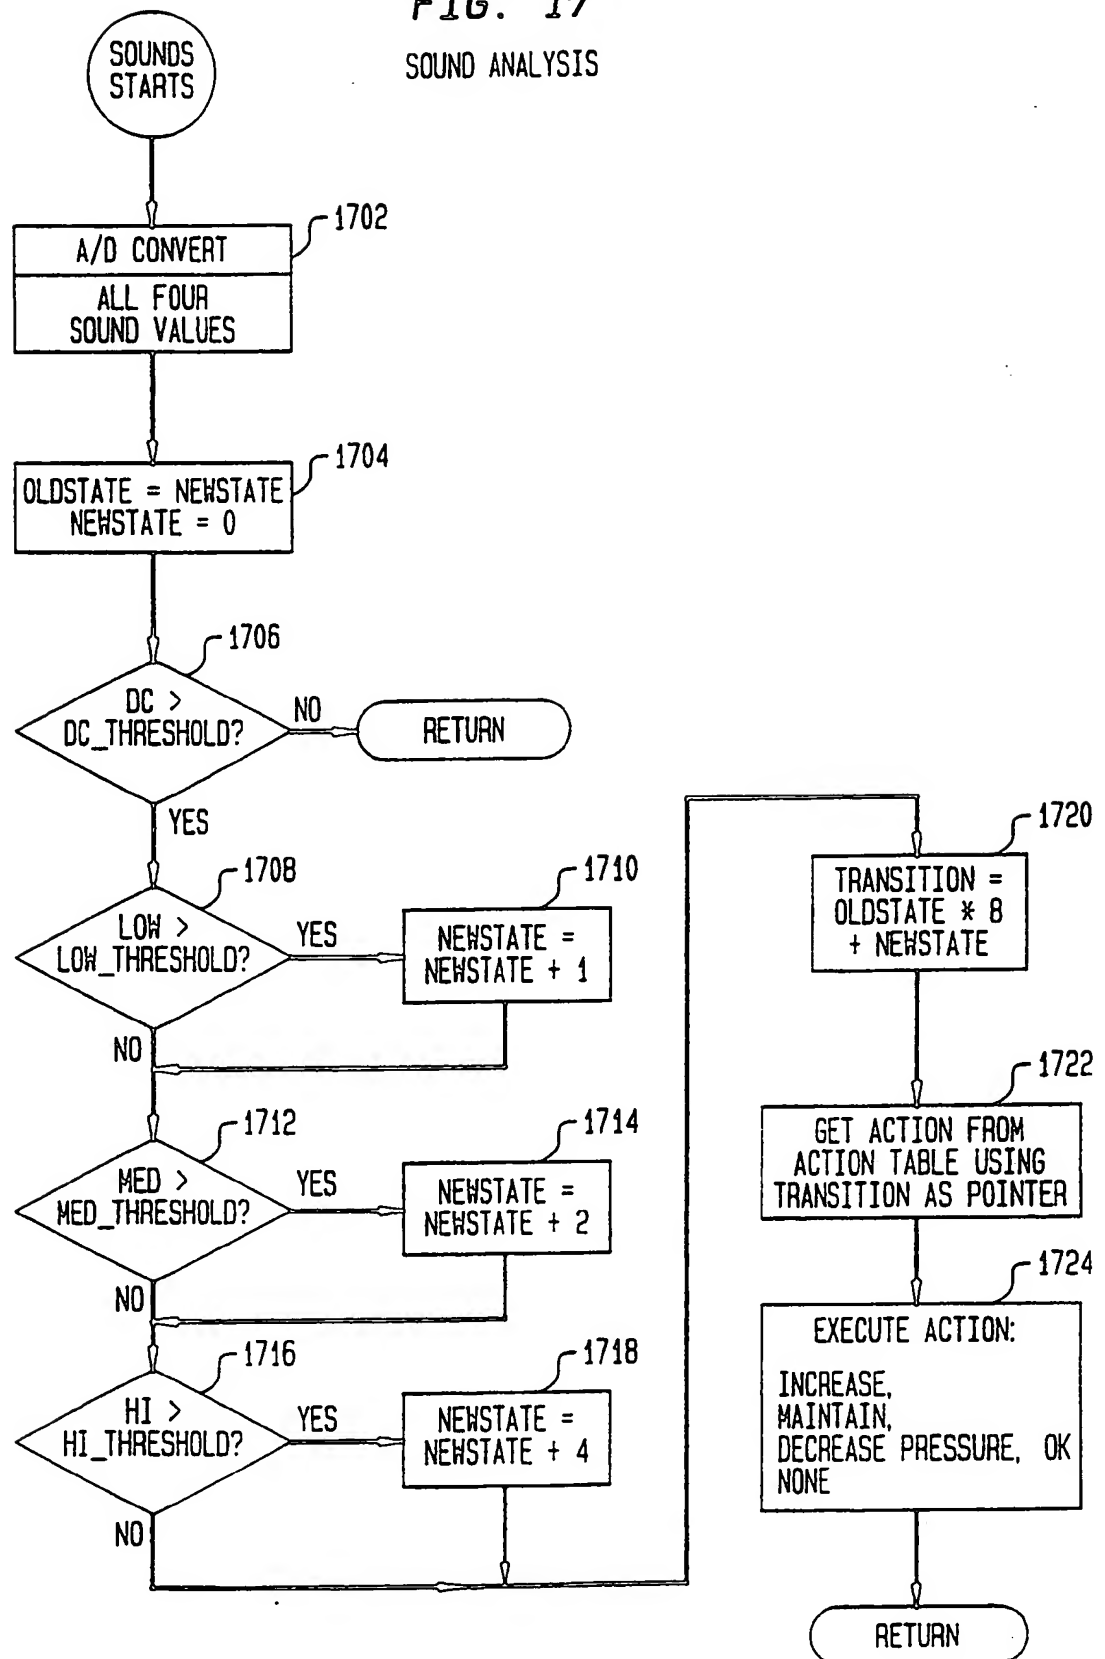 FIG. 17
SOUND ANALYSIS
SOUNDS
STARTS
1702
A/D CONVERT
ALL FOUR
SOUND VALUES
1704
OLDSTATE = NEWSTATE
NEWSTATE = 0
1706
DC >
DC_THRESHOLD?
NO
RETURN
YES
1708
LOW >
LOW_THRESHOLD?
YES
1710
NEWSTATE =
NEWSTATE + 1
NO
1712
MED >
MED_THRESHOLD?
YES
1714
NEWSTATE =
NEWSTATE + 2
NO
1716
HI >
HI_THRESHOLD?
YES
1718
NEWSTATE =
NEWSTATE + 4
NO
1720
TRANSITION =
OLDSTATE * 8
+ NEWSTATE
1722
GET ACTION FROM
ACTION TABLE USING
TRANSITION AS POINTER
1724
EXECUTE ACTION:
INCREASE,
MAINTAIN,
DECREASE PRESSURE, OK
NONE
RETURN